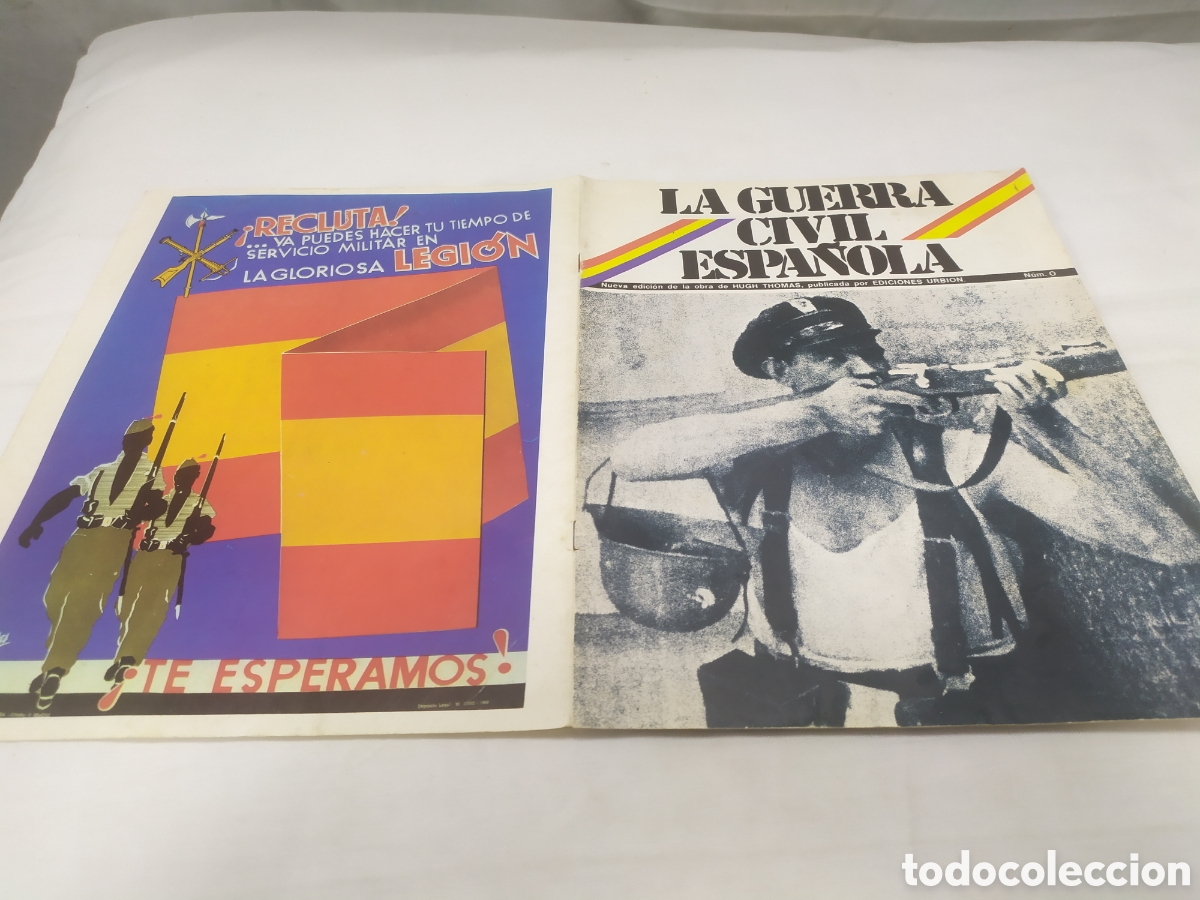 ¡RECLUTA!
... YA PUEDES HACER TU TIEMPO DE
SERVICIO MILITAR EN
LA GLORIOSA LEGIÓN
¡TE ESPERAMOS!
LA GUERRA
CIVIL
ESPAÑOLA
Núm. 0
Nueva edición de la obra de HUGH THOMAS, publicada por EDICIONES URBION
todocoleccion